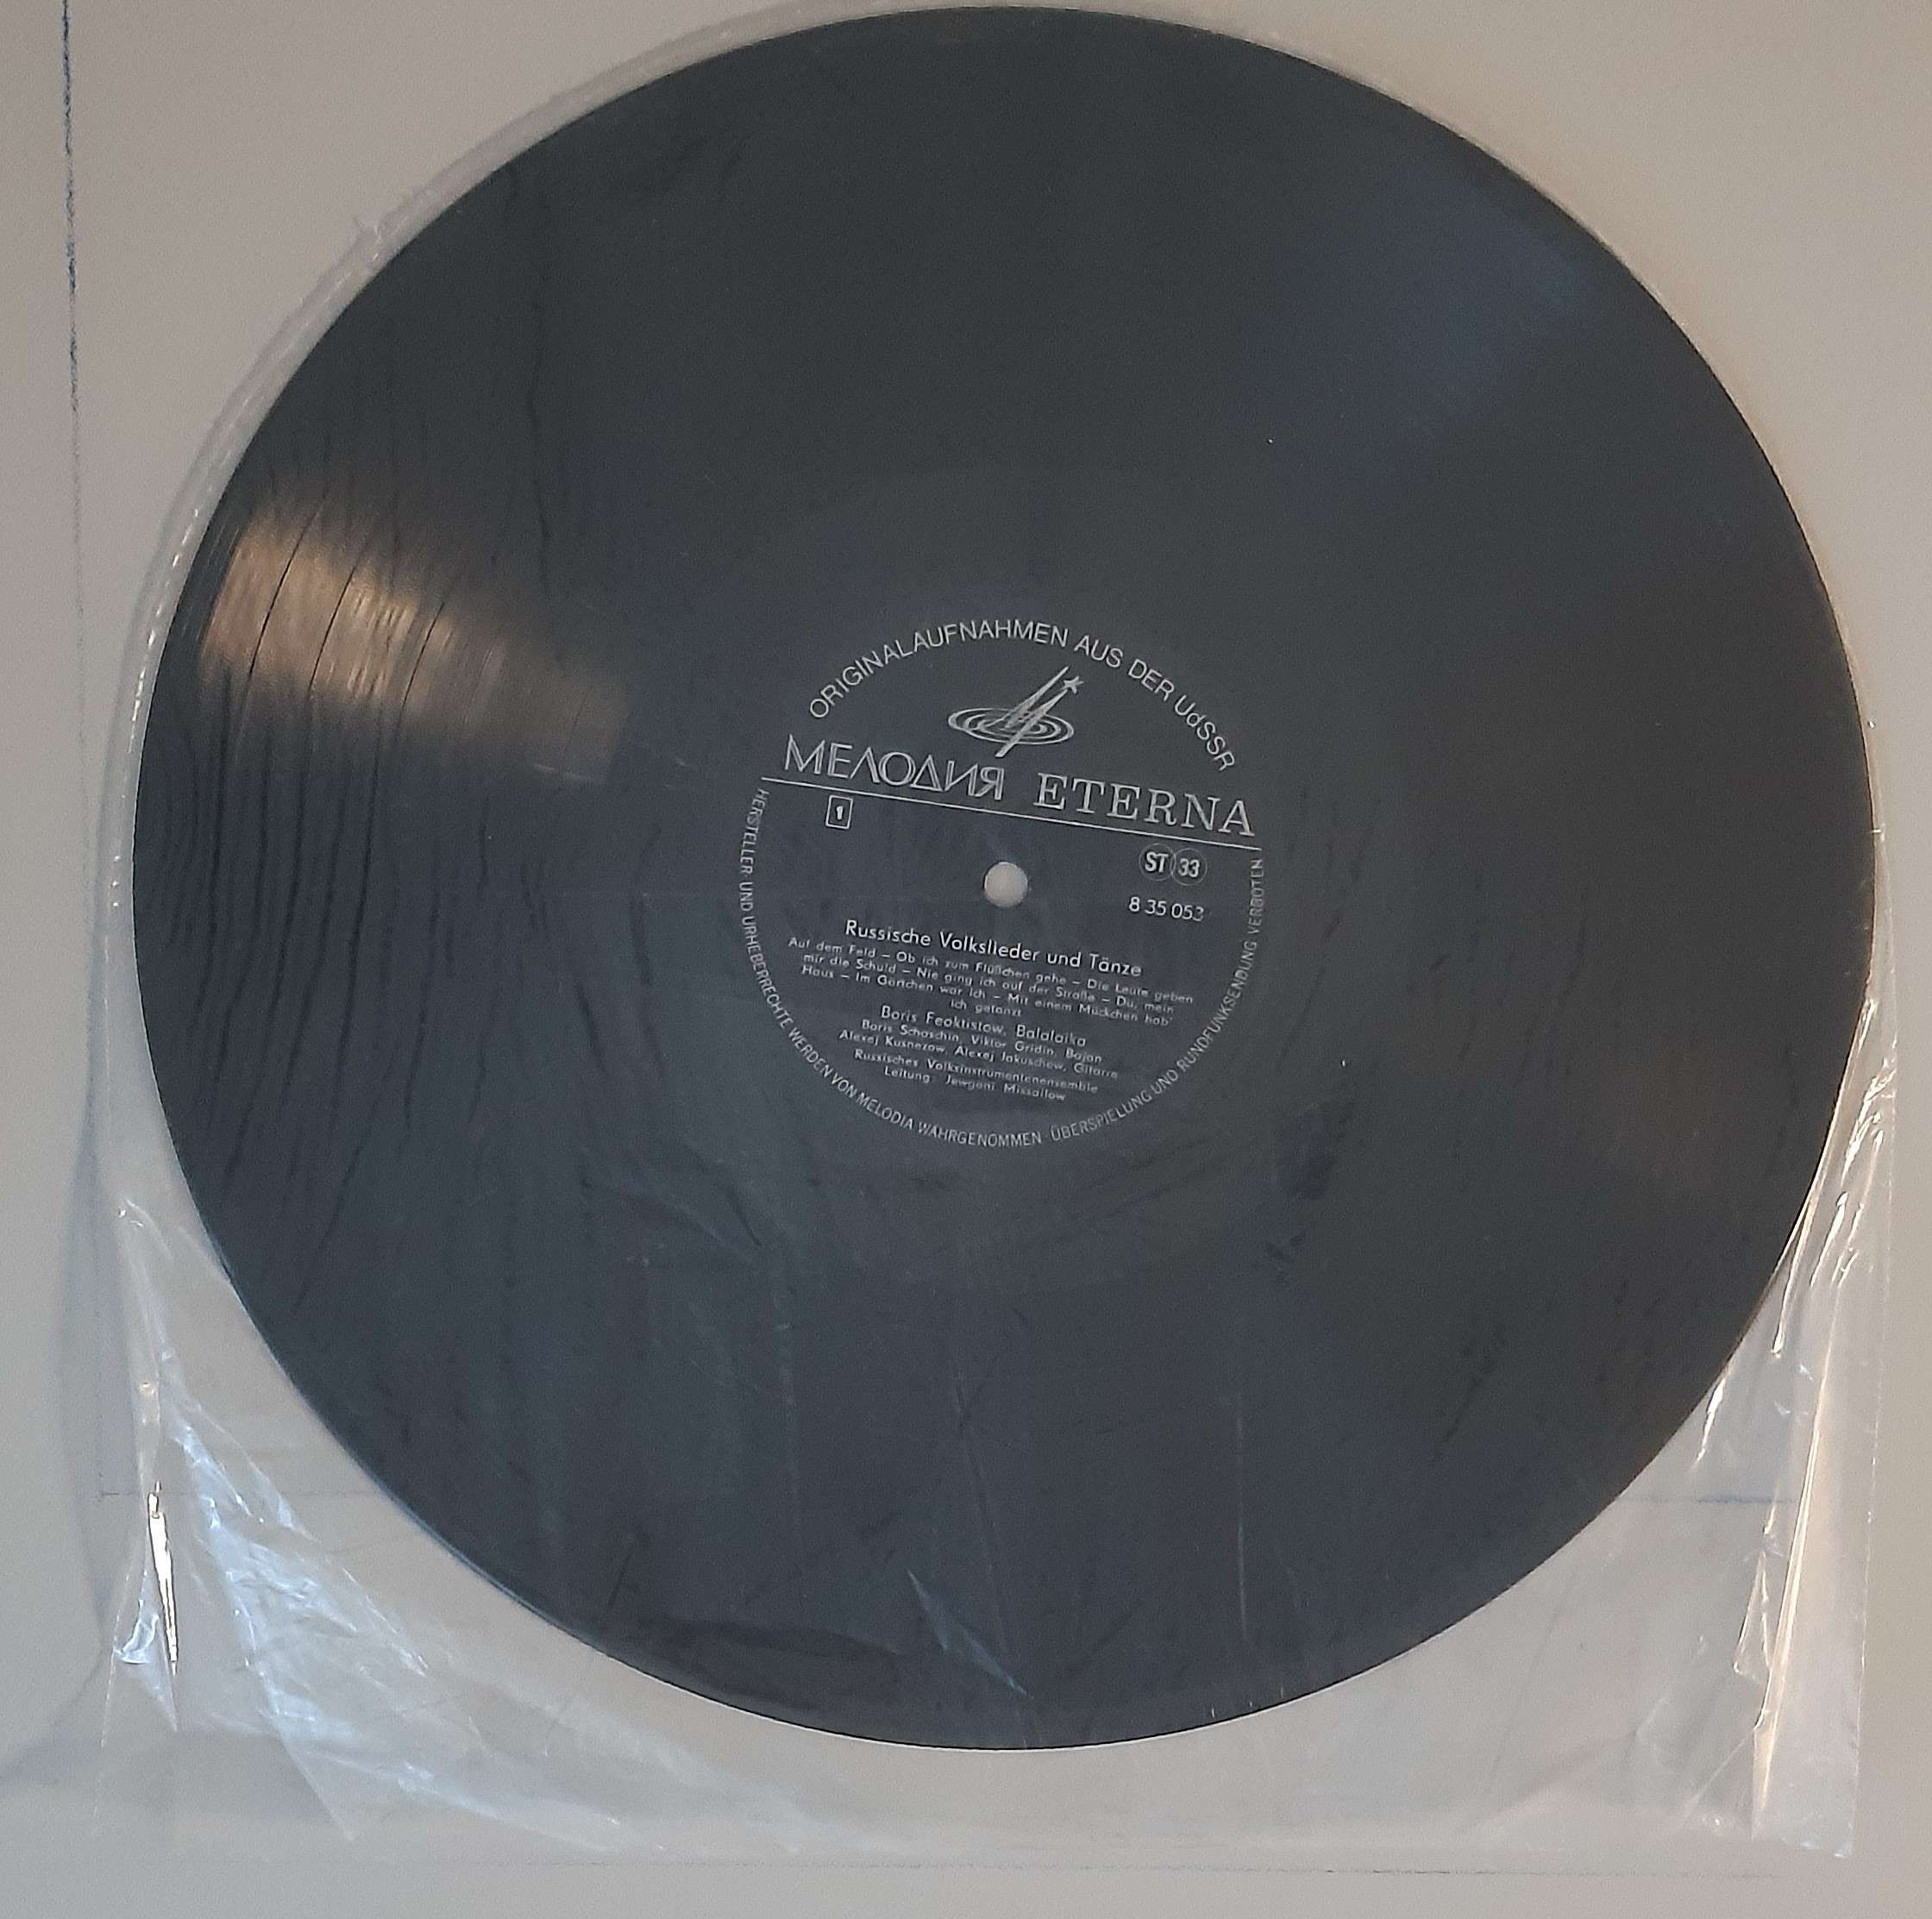 ORIGINALAUFNAHMEN AUS DER UdSSR
МЕЛОДИЯ ETERNA
1
ST 33
8 35 053
Russische Volkslieder und Tänze
Auf dem Feld – Ob ich zum Flüßchen gehe – Die Leute geben
mir die Schuld – Nie ging ich auf der Straße – Du, mein
Haus – Im Gärtchen war ich – Mit einem Mückchen hab'
ich getanzt
Boris Feoktistow, Balalaika
Boris Schaschin, Viktor Gridin, Bajan
Alexej Kusnezow, Alexej Jakuschew, Gitarre
Russisches Volksinstrumentenensemble
Leitung: Jewgeni Missailow
HERSTELLER- UND URHEBERRECHTE WERDEN VON MELODIA WAHRGENOMMEN · ÜBERSPIELUNG UND RUNDFUNKSENDUNG VERBOTEN